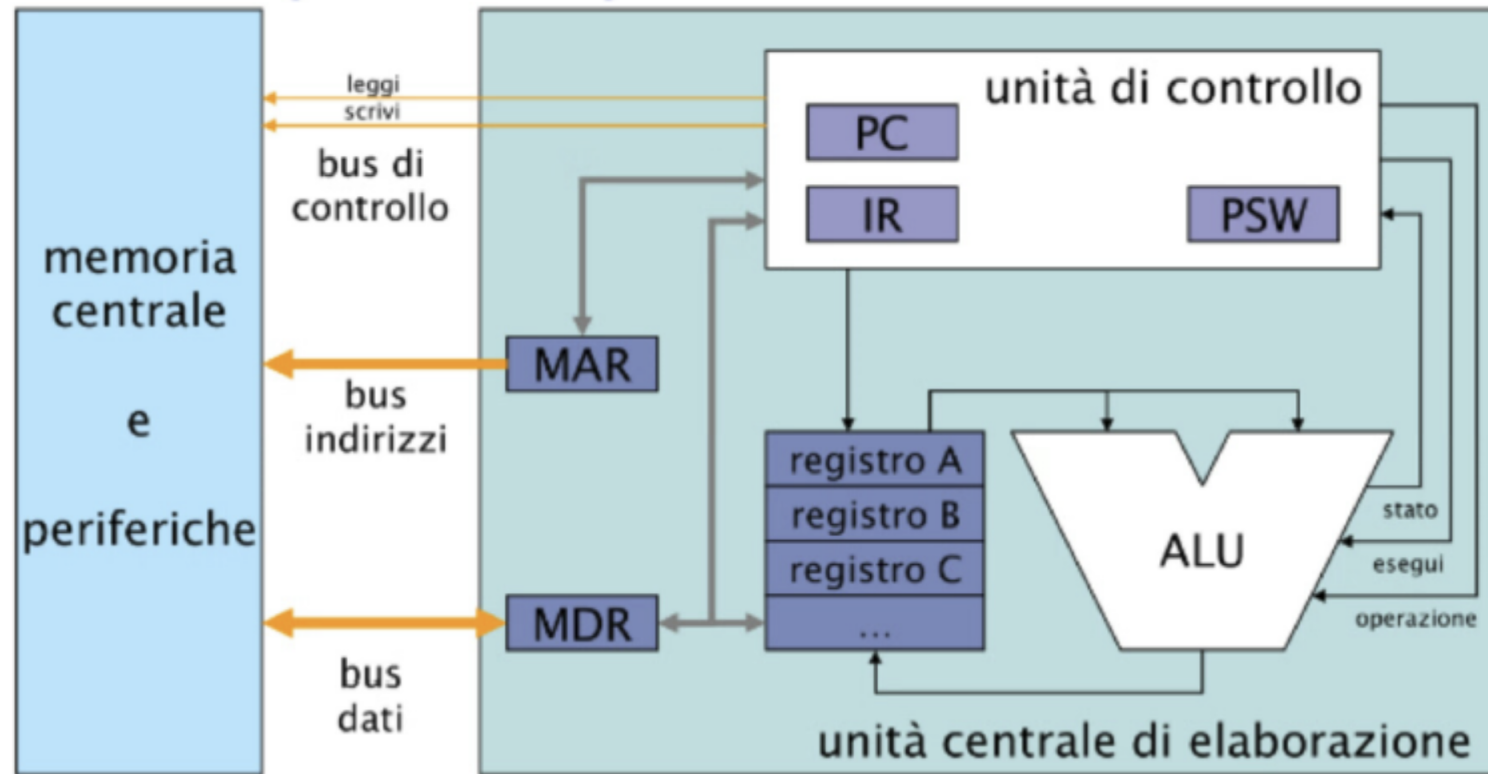 leggi
scrivi
bus di
controllo
memoria
centrale
e
periferiche
bus
indirizzi
bus
dati
unità di controllo
PC
IR
PSW
MAR
MDR
registro A
registro B
registro C
...
ALU
stato
esegui
operazione
unità centrale di elaborazione